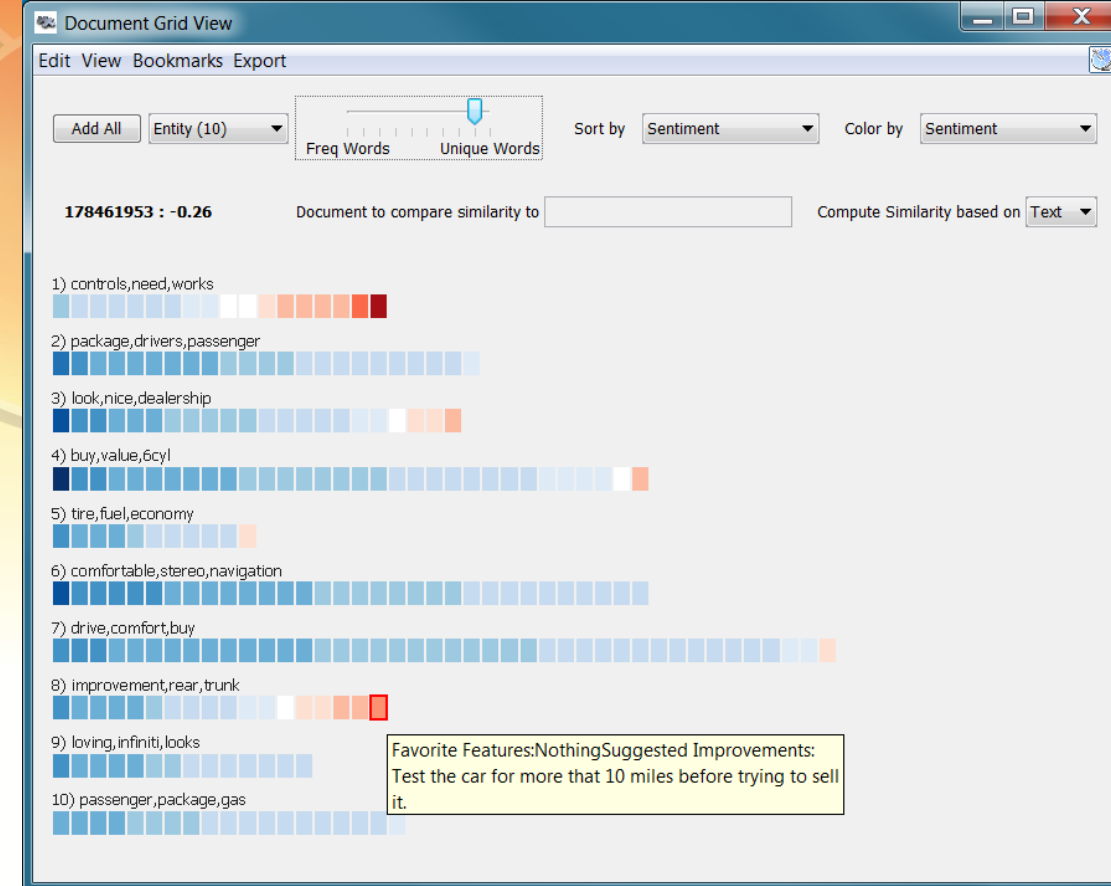 Document Grid View
Edit View Bookmarks Export
Add All Entity (10) Freq Words Unique Words Sort by Sentiment Color by Sentiment
178461953 : -0.26 Document to compare similarity to Compute Similarity based on Text
1) controls,need,works
2) package,drivers,passenger
3) look,nice,dealership
4) buy,value,6cyl
5) tire,fuel,economy
6) comfortable,stereo,navigation
7) drive,comfort,buy
8) improvement,rear,trunk
9) loving,infiniti,looks
Favorite Features:NothingSuggested Improvements:
Test the car for more that 10 miles before trying to sell
it.
10) passenger,package,gas